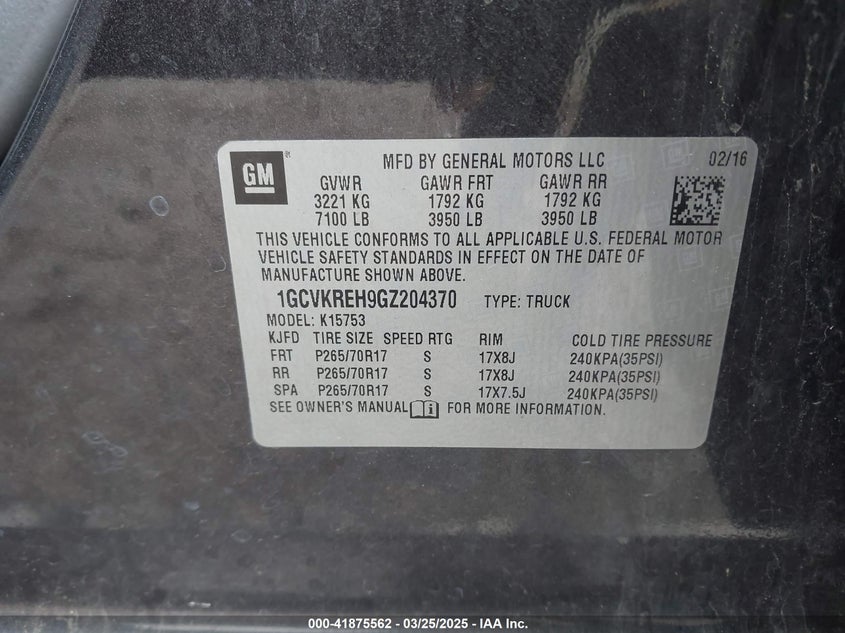 GM MFD BY GENERAL MOTORS LLC 02/16
GVWR GAWR FRT GAWR RR
3221 KG 1792 KG 1792 KG
7100 LB 3950 LB 3950 LB
THIS VEHICLE CONFORMS TO ALL APPLICABLE U.S. FEDERAL MOTOR
VEHICLE SAFETY STANDARDS IN EFFECT ON THE DATE OF
MANUFACTURE SHOWN ABOVE.
1GCVKREH9GZ204370 TYPE: TRUCK
MODEL: K15753
KJFD TIRE SIZE SPEED RTG RIM COLD TIRE PRESSURE
FRT P265/70R17 S 17X8J 240KPA(35PSI)
RR P265/70R17 S 17X8J 240KPA(35PSI)
SPA P265/70R17 S 17X7.5J 240KPA(35PSI)
SEE OWNER'S MANUAL FOR MORE INFORMATION.
000-41875562 - 03/25/2025 - IAA Inc.